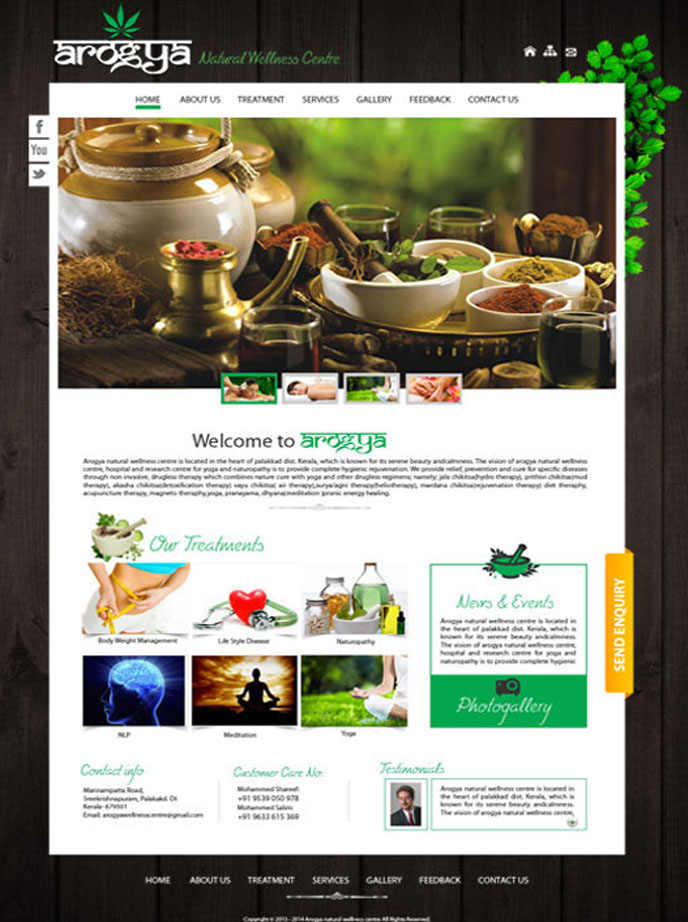 arogya Natural Wellness Centre
HOME ABOUT US TREATMENT SERVICES GALLERY FEEDBACK CONTACT US
f
You
Welcome to arogya
Arogya natural wellness centre is located in the heart of palakkad dist. Kerala, which is known for its serene beauty andcalmness. The vision of arogya natural wellness
centre, hospital and research centre for yoga and naturopathy is to provide complete hygienic rejuvenation. We provide relief, prevention and cure for specific diseases
through non invasive, drugless therapy which combines nature cure with yoga and other drugless regimens; namely; jala chikitsa(hydro therapy), prithivi chikitsa(mud
therapy), akasha chikitsa(detoxification therapy) vayu chikitsa( air therapy),surya/agni therapy(heliotherapy), mardana chikitsa(rejuvenation therapy) diet theraphy,
acupuncture therapy, magneto theraphy,yoga, pranayama, dhyana(meditation )pranic energy healing.
Our Treatments
Body Weight Management
Life Style Disease
Naturopathy
NLP
Meditation
Yoga
News & Events
Arogya natural wellness centre is located in
the heart of palakkad dist. Kerala, which is
known for its serene beauty andcalmness.
The vision of arogya natural wellness centre,
hospital and research centre for yoga and
naturopathy is to provide complete hygienic
Photogallery
SEND ENQUIRY
Contact info
Mannampatta Road,
Sreekrishnapuram, Palakakd. Dt
Kerala- 679501
Email: arogyawellnesscentre@gmail.com
Customer Care No:
Mohammed Shareef:
+91 9539 050 978
Mohammed Salim:
+91 9633 615 369
Testimonials
Arogya natural wellness centre is located in
the heart of palakkad dist. Kerala, which is
known for its serene beauty andcalmness.
The vision of arogya natural wellness centre,
HOME ABOUT US TREATMENT SERVICES GALLERY FEEDBACK CONTACT US
Copyright © 2013 - 2014 Arogya natural wellness centre All Rights Reserved.